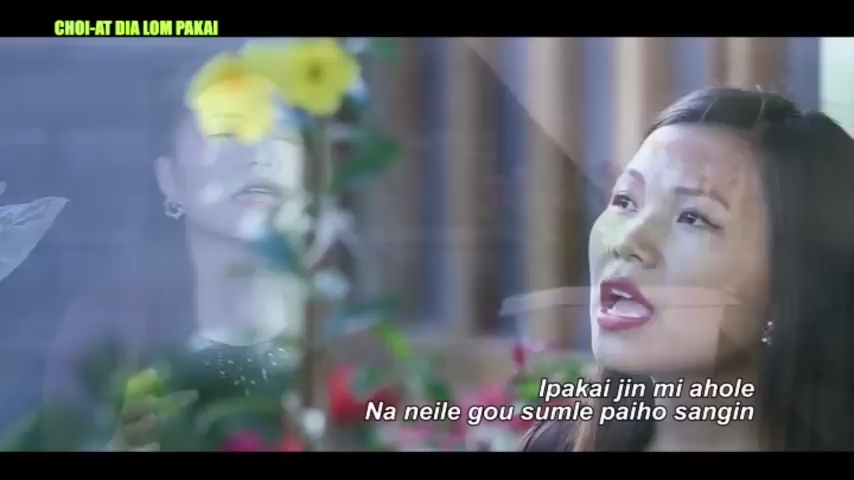 CHOI-AT DIA LOM PAKAI
Ipakai jin mi ahole
Na neile gou sumle paiho sangin